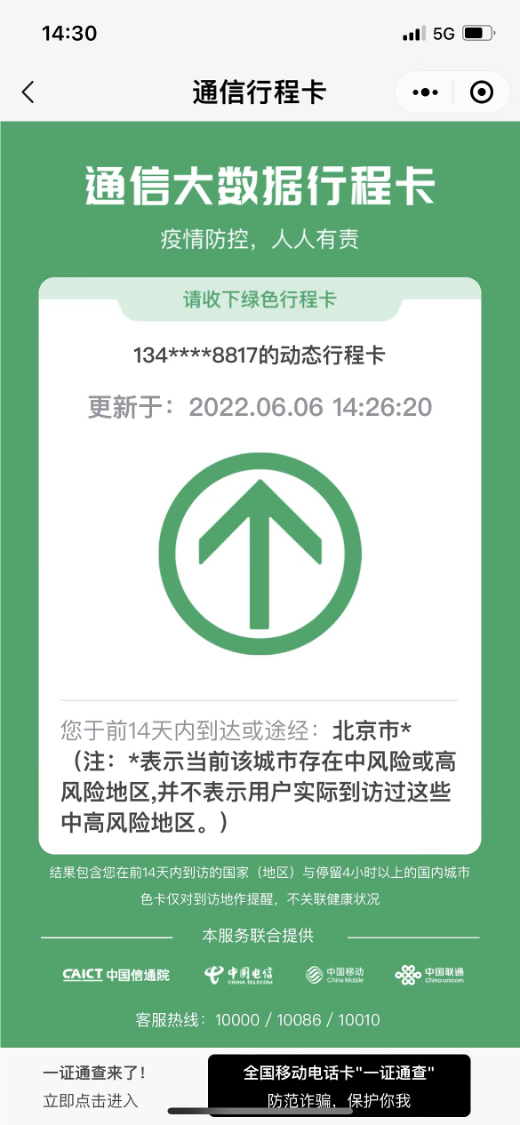 14:30
5G
通信行程卡
通信大数据行程卡
疫情防控，人人有责
请收下绿色行程卡
134****8817的动态行程卡
更新于：2022.06.06 14:26:20
您于前14天内到达或途经：北京市*
（注：*表示当前该城市存在中风险或高
风险地区,并不表示用户实际到访过这些
中高风险地区。）
结果包含您在前14天内到访的国家（地区）与停留4小时以上的国内城市
色卡仅对到访地作提醒，不关联健康状况
本服务联合提供
CAICT 中国信通院
中国电信
CHINA TELECOM
中国移动
China Mobile
中国联通
China unicom
客服热线：10000 / 10086 / 10010
一证通查来了！
立即点击进入
全国移动电话卡"一证通查"
防范诈骗，保护你我